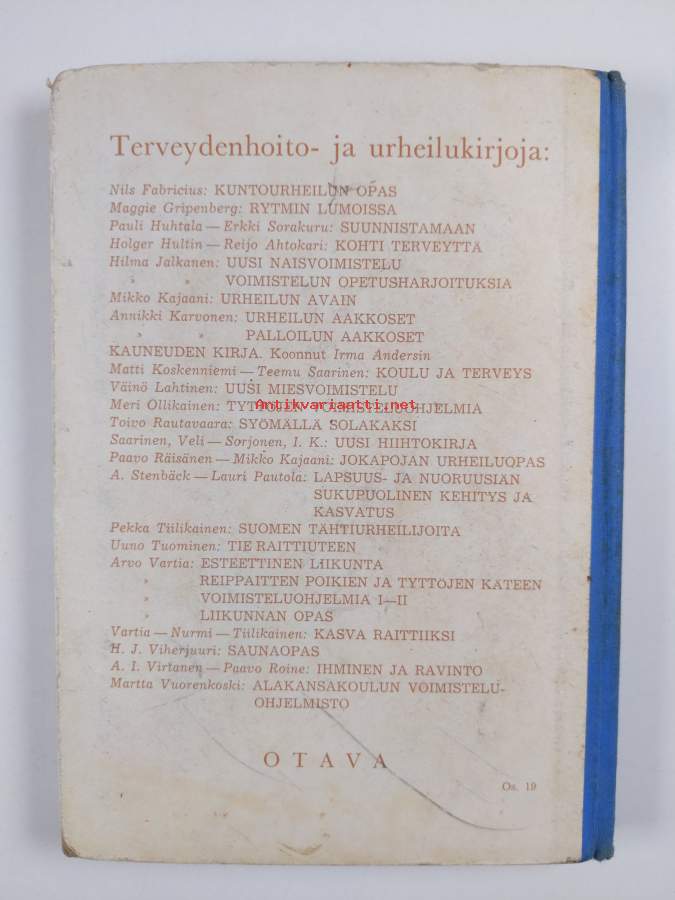 Terveydenhoito- ja urheilukirjoja:
Nils Fabricius: KUNTOURHEILUN OPAS
Maggie Gripenberg: RYTMIN LUMOISSA
Pauli Huhtala — Erkki Sorakuru: SUUNNISTAMAAN
Holger Hultin — Reijo Ahtokari: KOHTI TERVEYTTÄ
Hilma Jalkanen: UUSI NAISVOIMISTELU
» » VOIMISTELUN OPETUSHARJOITUKSIA
Mikko Kajaani: URHEILUN AVAIN
Annikki Karvonen: URHEILUN AAKKOSET
» » PALLOILUN AAKKOSET
KAUNEUDEN KIRJA. Koonnut Irma Andersin
Matti Koskenniemi — Teemu Saarinen: KOULU JA TERVEYS
Väinö Lahtinen: UUSI MIESVOIMISTELU
Meri Ollikainen: TYTTÖJEN VOIMISTELUOHJELMIA
Antikvariaatti.net
Toivo Rautavaara: SYÖMÄLLÄ SOLAKAKSI
Saarinen, Veli — Sorjonen, I. K.: UUSI HIIHTOKIRJA
Paavo Räisänen — Mikko Kajaani: JOKAPOJAN URHEILUOPAS
A. Stenbäck — Lauri Pautola: LAPSUUS- JA NUORUUSIÄN
SUKUPUOLINEN KEHITYS JA
KASVATUS
Pekka Tiilikainen: SUOMEN TÄHTIURHEILIJOITA
Uuno Tuominen: TIE RAITTIUTEEN
Arvo Vartia: ESTEETTINEN LIIKUNTA
» REIPPAITTEN POIKIEN JA TYTTÖJEN KÄTEEN
» VOIMISTELUOHJELMIA I—II
» LIIKUNNAN OPAS
Vartia — Nurmi — Tiilikainen: KASVA RAITTIIKSI
H. J. Viherjuuri: SAUNAOPAS
A. I. Virtanen — Paavo Roine: IHMINEN JA RAVINTO
Martta Vuorenkoski: ALAKANSAKOULUN VOIMISTELU-
OHJELMISTO
OTAVA
Os. 19